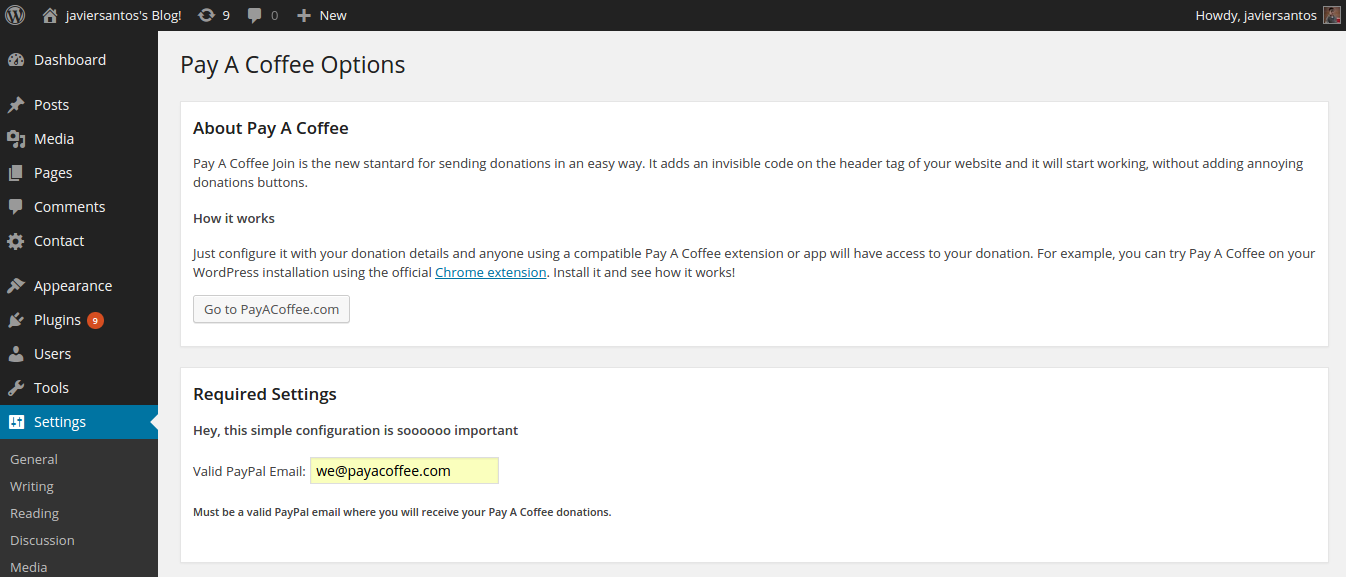 javiersantos's Blog! 9 0 New Howdy, javiersantos
Dashboard
Posts
Media
Pages
Comments
Contact
Appearance
Plugins 9
Users
Tools
Settings
General
Writing
Reading
Discussion
Media
Pay A Coffee Options
About Pay A Coffee
Pay A Coffee Join is the new stantard for sending donations in an easy way. It adds an invisible code on the header tag of your website and it will start working, without adding annoying
donations buttons.
How it works
Just configure it with your donation details and anyone using a compatible Pay A Coffee extension or app will have access to your donation. For example, you can try Pay A Coffee on your
WordPress installation using the official Chrome extension. Install it and see how it works!
Go to PayACoffee.com
Required Settings
Hey, this simple configuration is soooooo important
Valid PayPal Email: we@payacoffee.com
Must be a valid PayPal email where you will receive your Pay A Coffee donations.